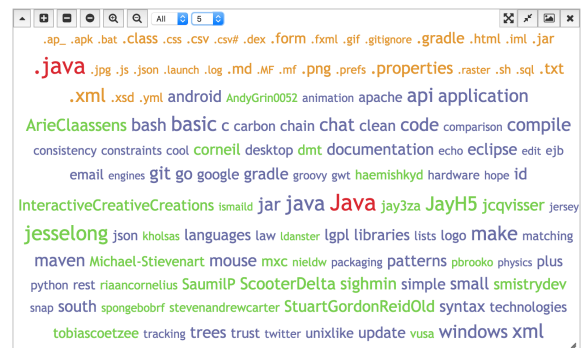 All 5
.ap_ .apk .bat .class .css .csv .csv# .dex .form .fxml .gif .gitignore .gradle .html .iml .jar
.java .jpg .js .json .launch .log .md .MF .mf .png .prefs .properties .raster .sh .sql .txt
.xml .xsd .yml android AndyGrin0052 animation apache api application
ArieClaassens bash basic c carbon chain chat clean code comparison compile
consistency constraints cool corneil desktop dmt documentation echo eclipse edit ejb
email engines git go google gradle groovy gwt haemishkyd hardware hope id
InteractiveCreativeCreations ismaild jar java Java jay3za JayH5 jcqvisser jersey
jesselong json kholsas languages law ldanster lgpl libraries lists logo make matching
maven Michael-Stievenart mouse mxc nieldw packaging patterns pbrooko physics plus
python rest riaancornelius SaumilP ScooterDelta sighmin simple small smistrydev
snap south spongebobrf stevenandrewcarter StuartGordonReidOld syntax technologies
tobiascoetzee tracking trees trust twitter unixlike update vusa windows xml